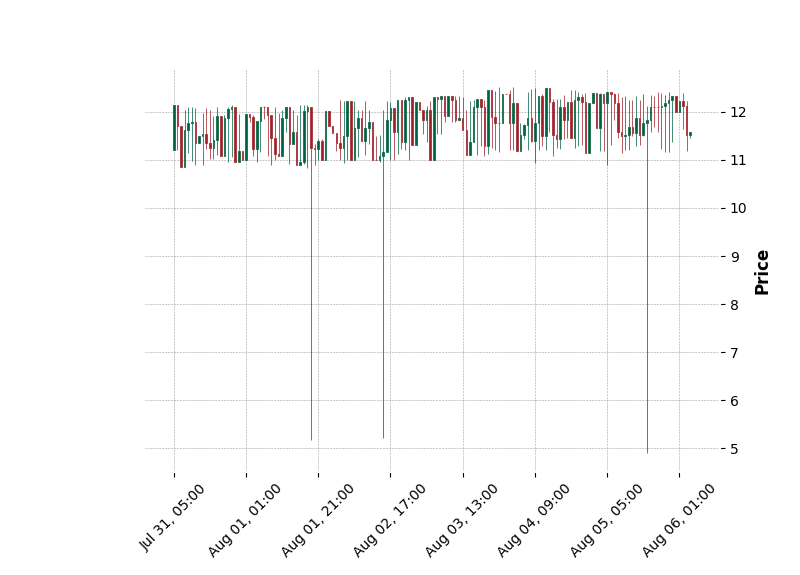 12
11
10
9
8
7
6
5
Price
Jul 31, 05:00
Aug 01, 01:00
Aug 01, 21:00
Aug 02, 17:00
Aug 03, 13:00
Aug 04, 09:00
Aug 05, 05:00
Aug 06, 01:00